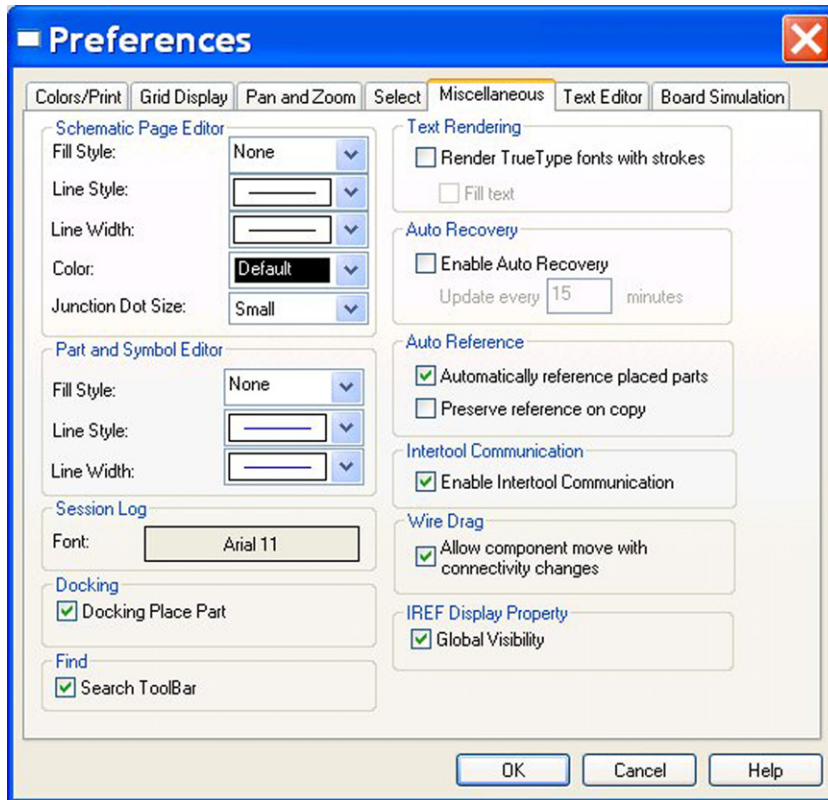 Preferences
Colors/Print Grid Display Pan and Zoom Select Miscellaneous Text Editor Board Simulation
Schematic Page Editor
Fill Style: None
Line Style:
Line Width:
Color: Default
Junction Dot Size: Small
Part and Symbol Editor
Fill Style: None
Line Style:
Line Width:
Session Log
Font: Arial 11
Docking
Docking Place Part
Find
Search ToolBar
Text Rendering
Render TrueType fonts with strokes
Fill text
Auto Recovery
Enable Auto Recovery
Update every 15 minutes
Auto Reference
Automatically reference placed parts
Preserve reference on copy
Intertool Communication
Enable Intertool Communication
Wire Drag
Allow component move with
connectivity changes
IREF Display Property
Global Visibility
OK Cancel Help